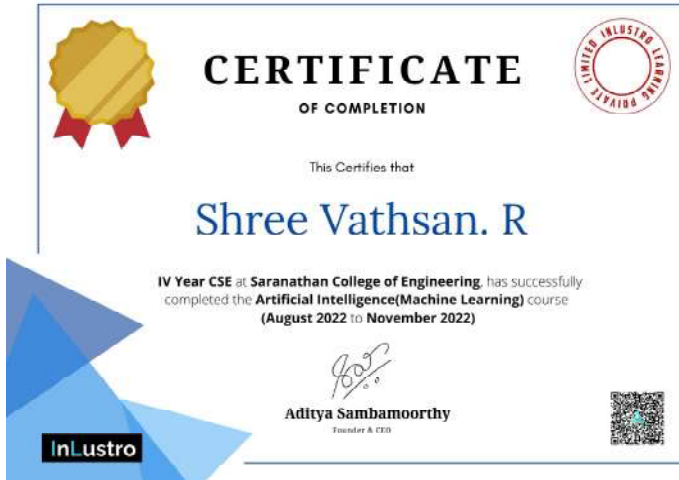 CERTIFICATE
OF COMPLETION
INLUSTRO LEARNING PRIVATE LIMITED
This Certifies that
Shree Vathsan. R
IV Year CSE at Saranathan College of Engineering, has successfully
completed the Artificial Intelligence(Machine Learning) course
(August 2022 to November 2022)
Aditya Sambamoorthy
Founder & CEO
InLustro